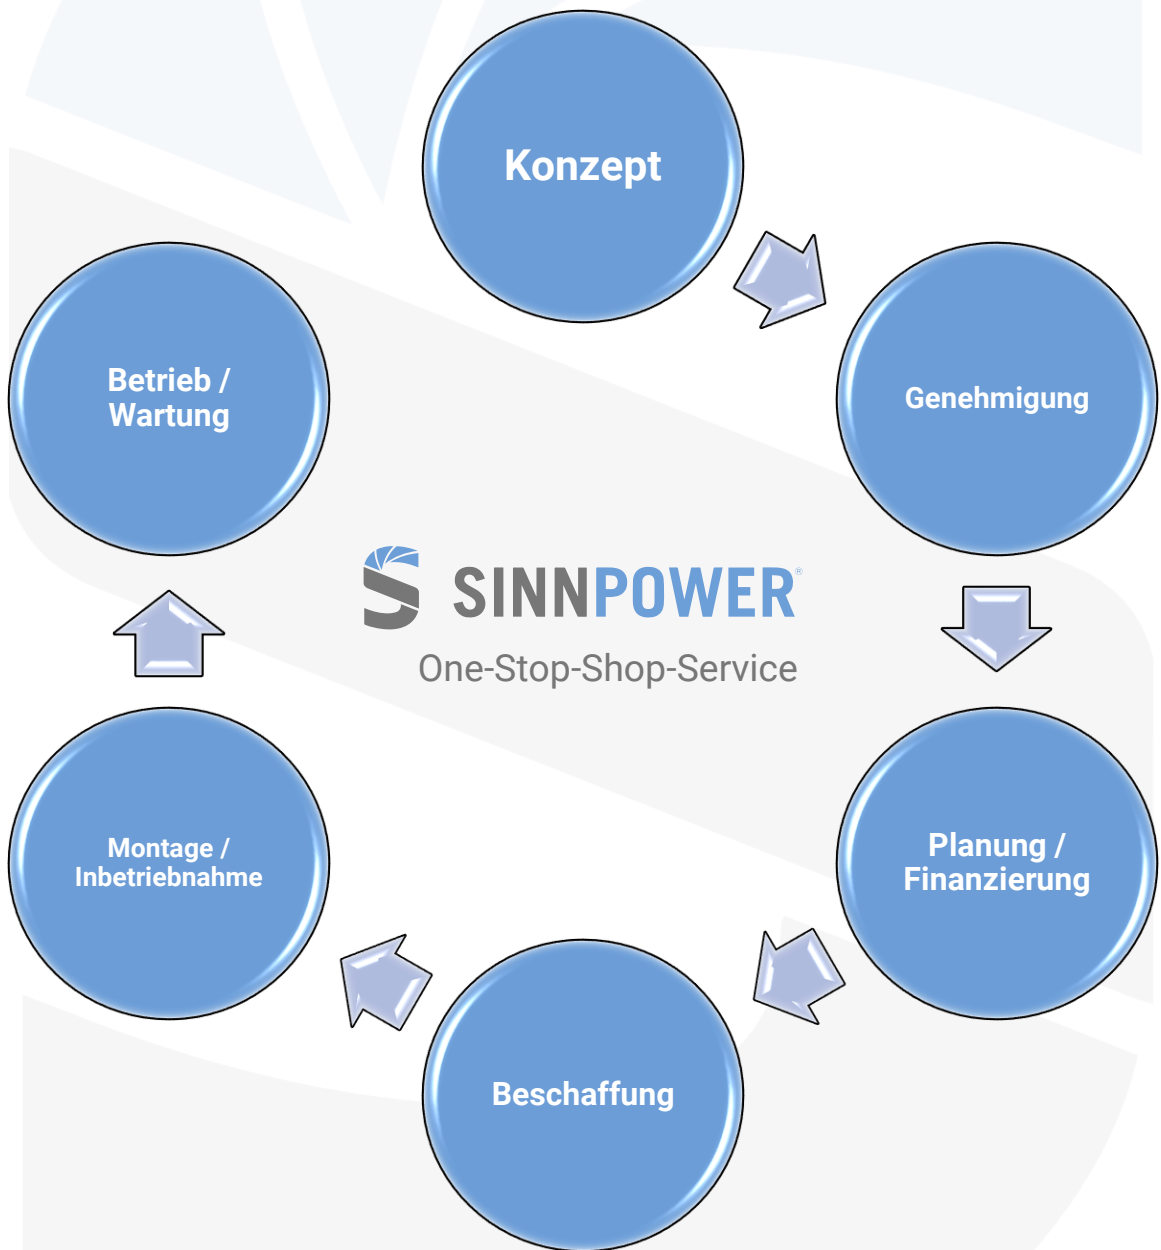 Konzept
Genehmigung
Planung /
Finanzierung
Beschaffung
Montage /
Inbetriebnahme
Betrieb /
Wartung
SINNPOWER®
One-Stop-Shop-Service